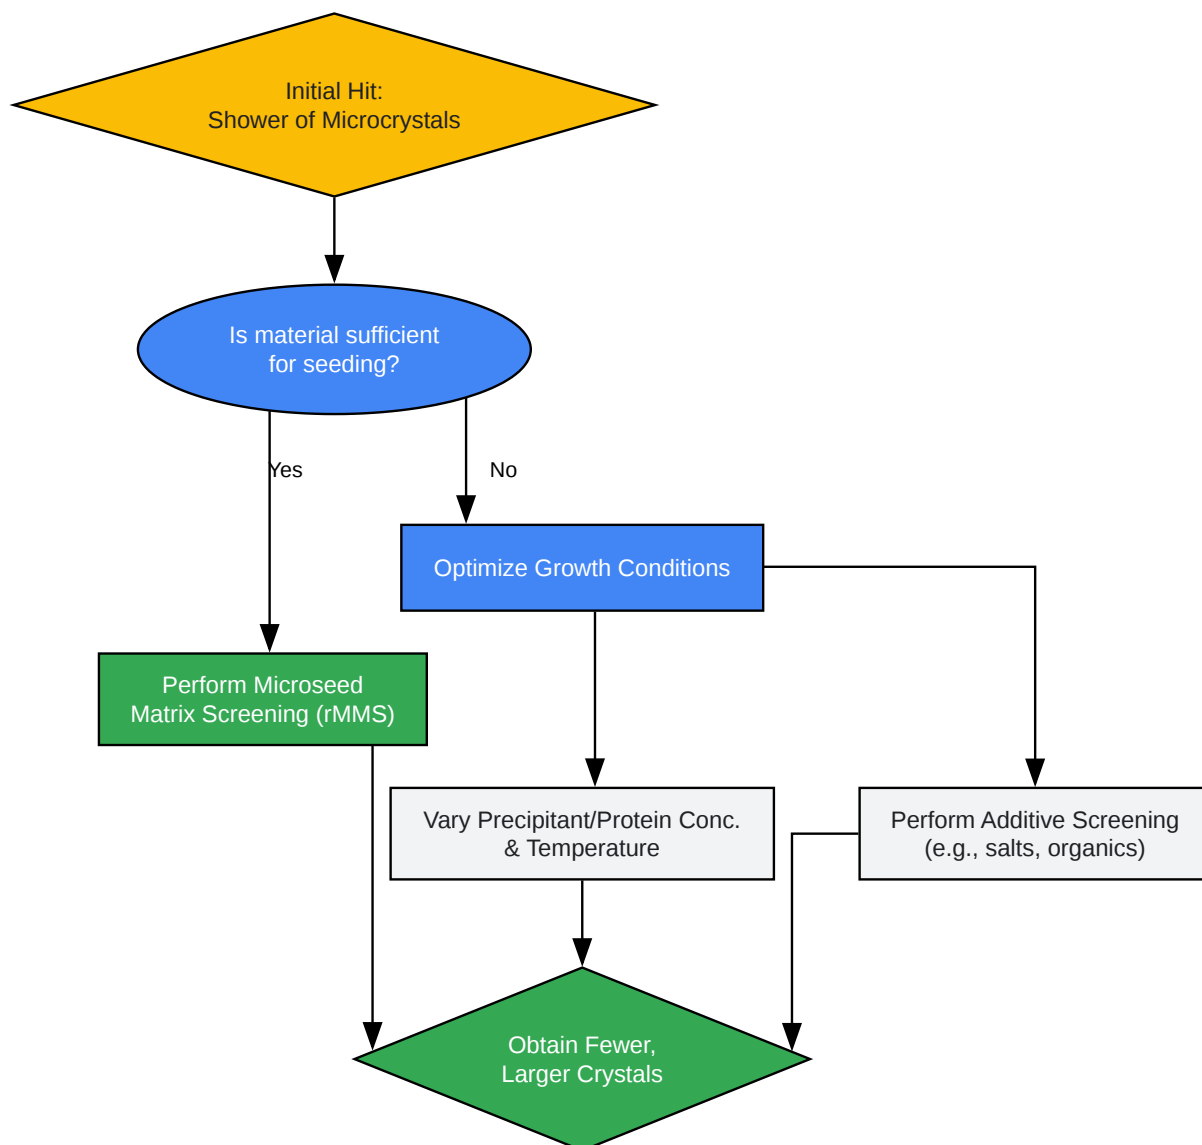 Initial Hit:
Shower of Microcrystals
Is material sufficient
for seeding?
Yes
No
Optimize Growth Conditions
Perform Microseed
Matrix Screening (rMMS)
Vary Precipitant/Protein Conc.
& Temperature
Perform Additive Screening
(e.g., salts, organics)
Obtain Fewer,
Larger Crystals